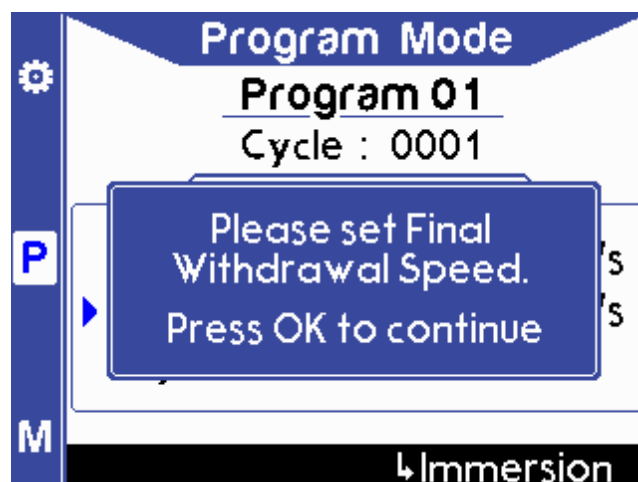 Program Mode
Program 01
Cycle : 0001
Please set Final
Withdrawal Speed.
Press OK to continue
's
's
P
M
Immersion